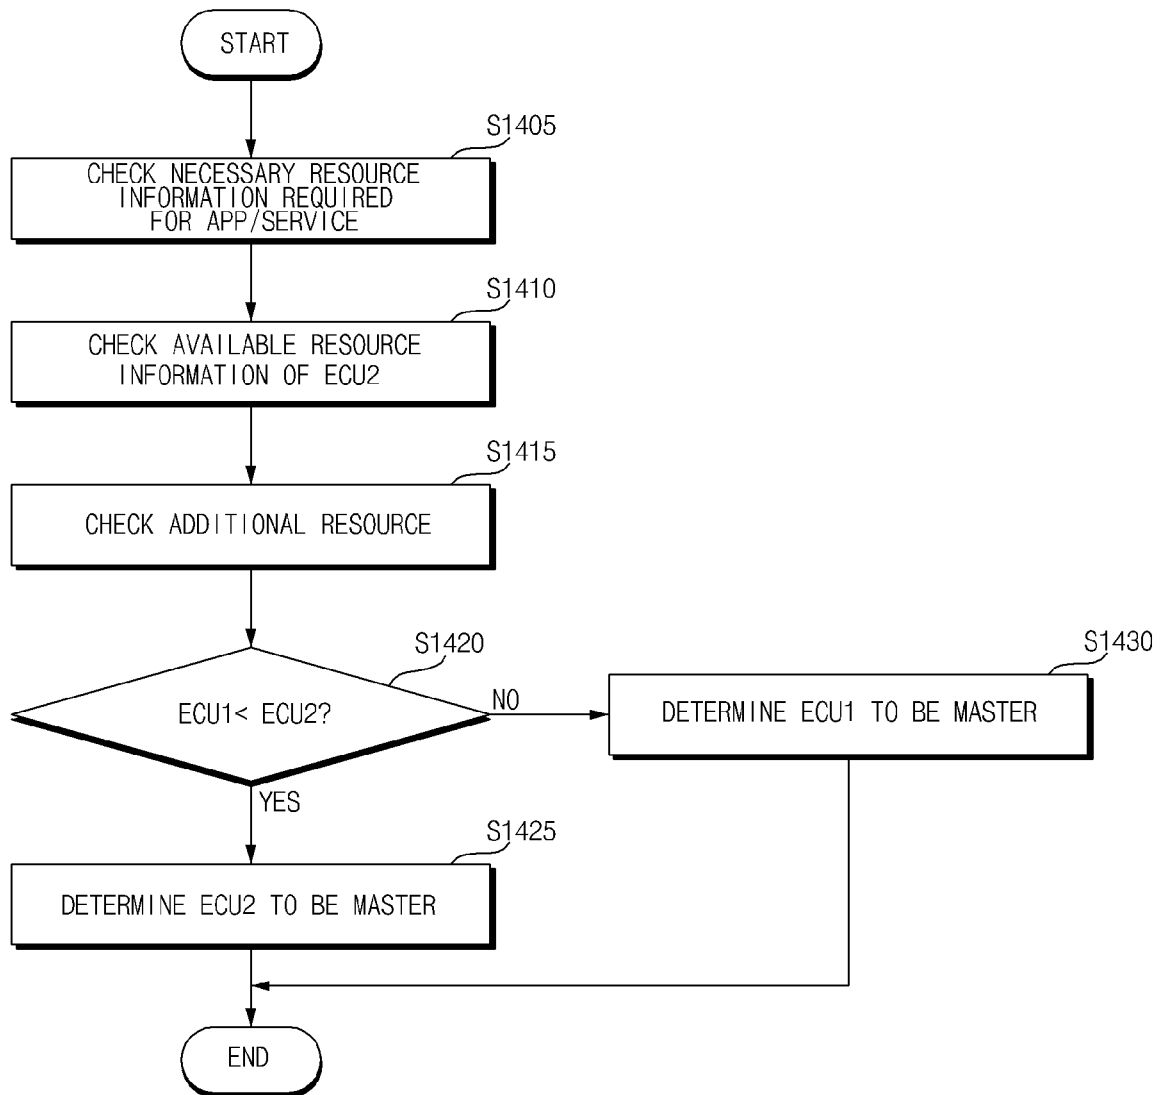 START
S1405
CHECK NECESSARY RESOURCE
INFORMATION REQUIRED
FOR APP/SERVICE
S1410
CHECK AVAILABLE RESOURCE
INFORMATION OF ECU2
S1415
CHECK ADDITIONAL RESOURCE
S1420
ECU1< ECU2?
NO
S1430
DETERMINE ECU1 TO BE MASTER
YES
S1425
DETERMINE ECU2 TO BE MASTER
END